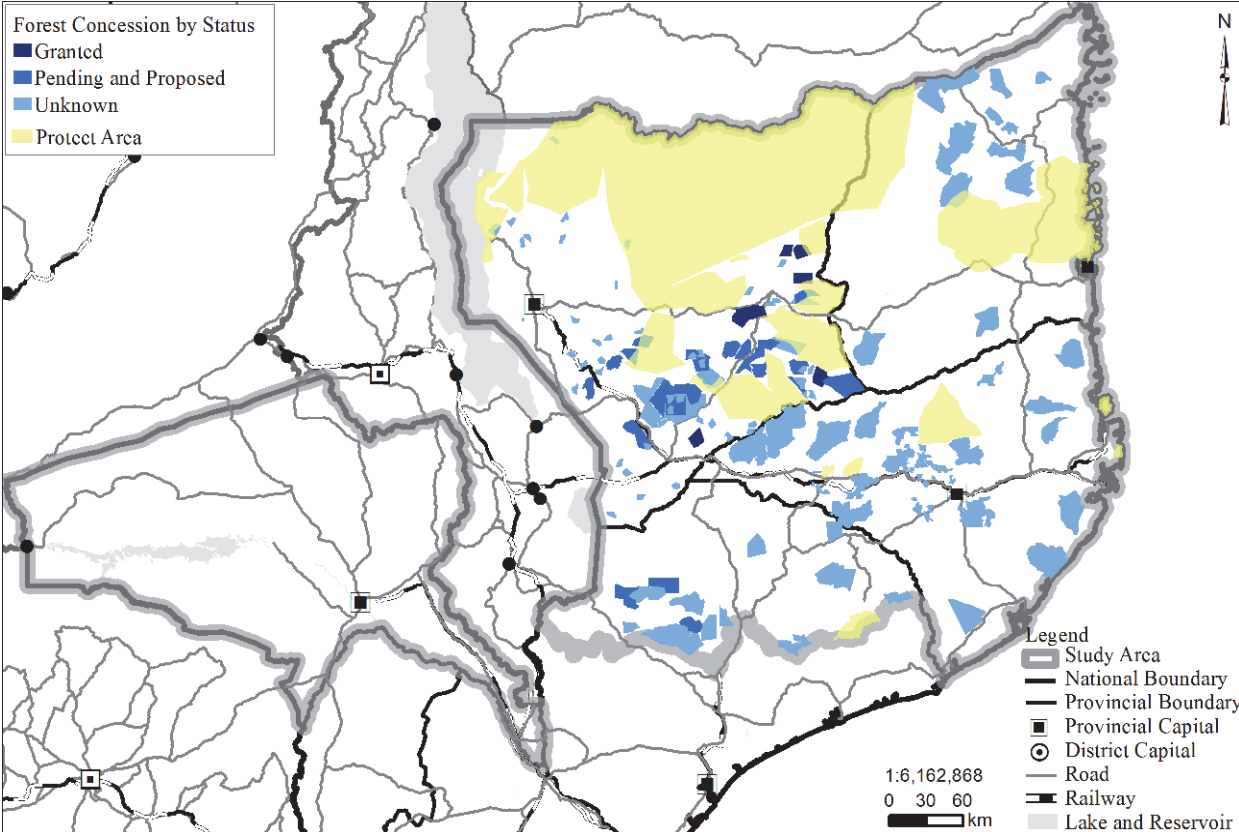 Forest Concession by Status
Granted
Pending and Proposed
Unknown
Protect Area
N
Legend
Study Area
National Boundary
Provincial Boundary
Provincial Capital
District Capital
Road
Railway
Lake and Reservoir
1:6,162,868
0 30 60
km